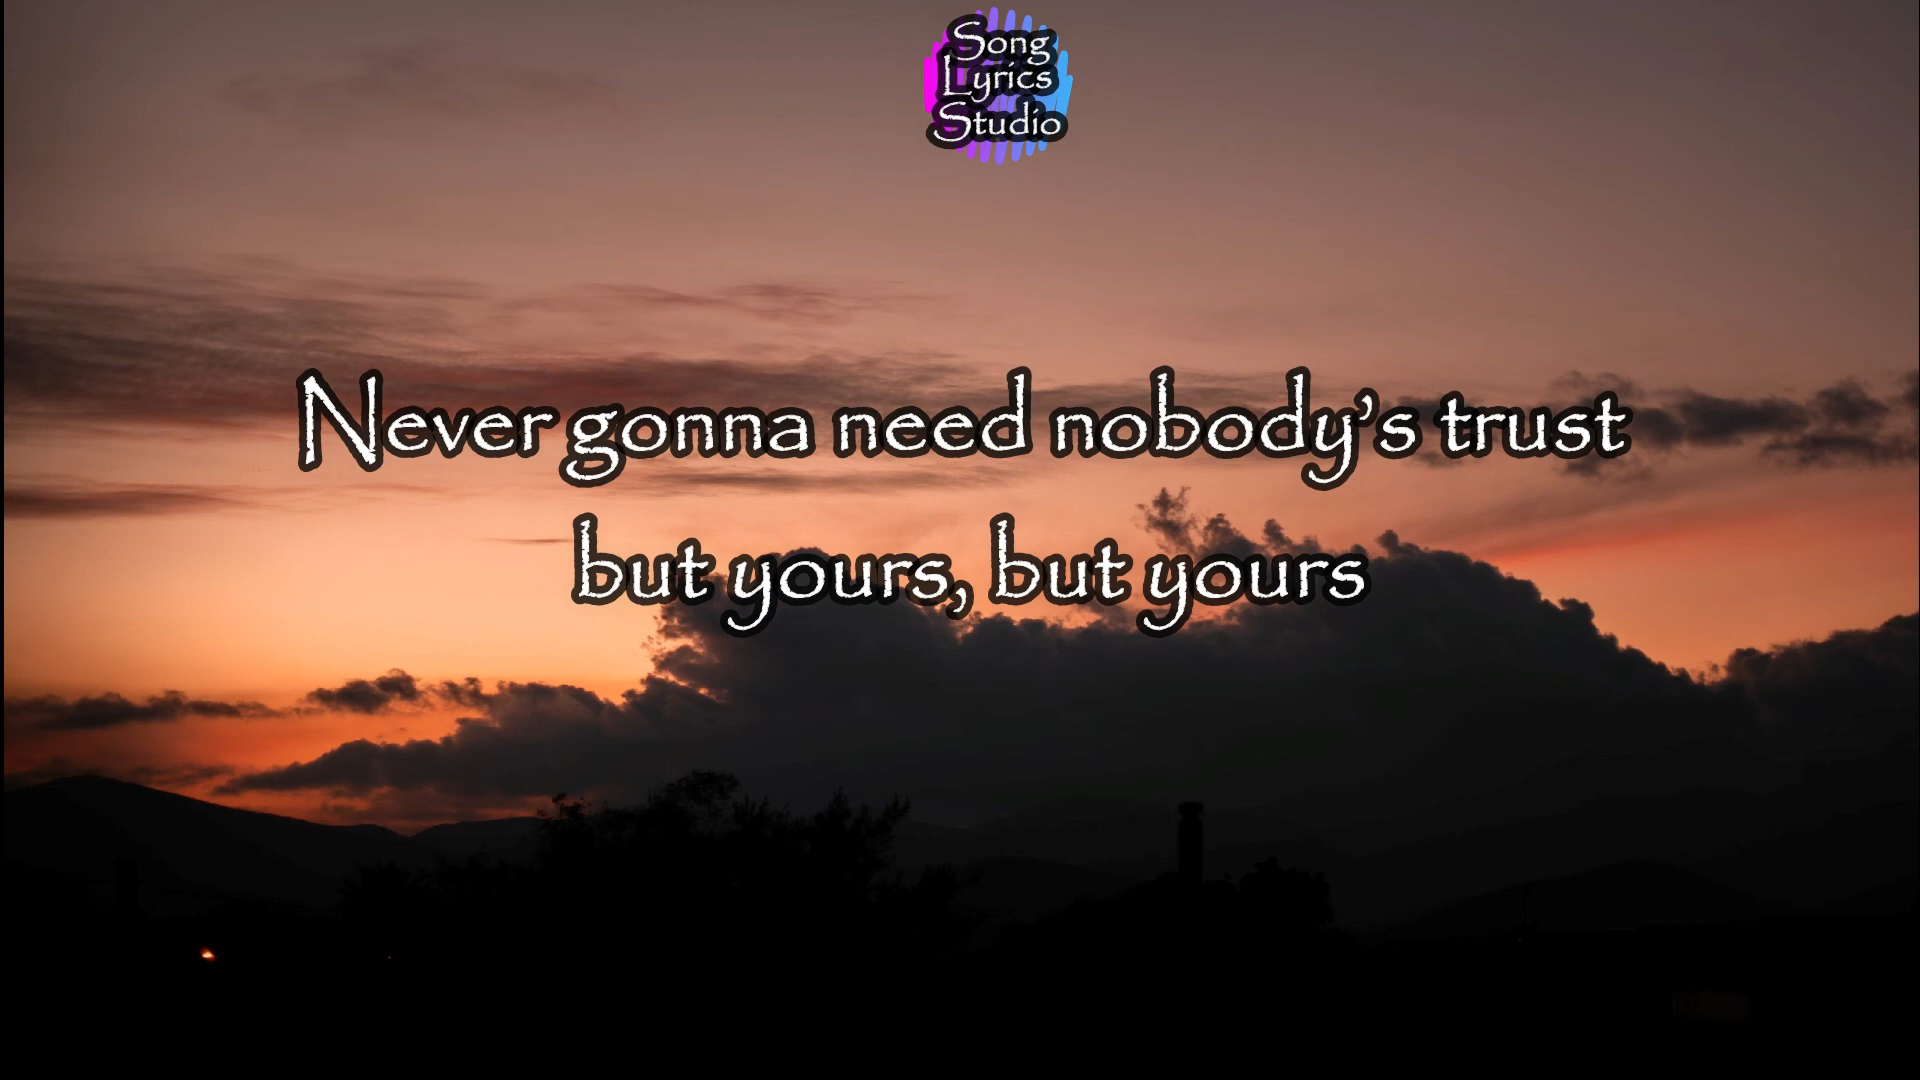 Song
Lyrics
Studio
Never gonna need nobody’s trust
but yours, but yours